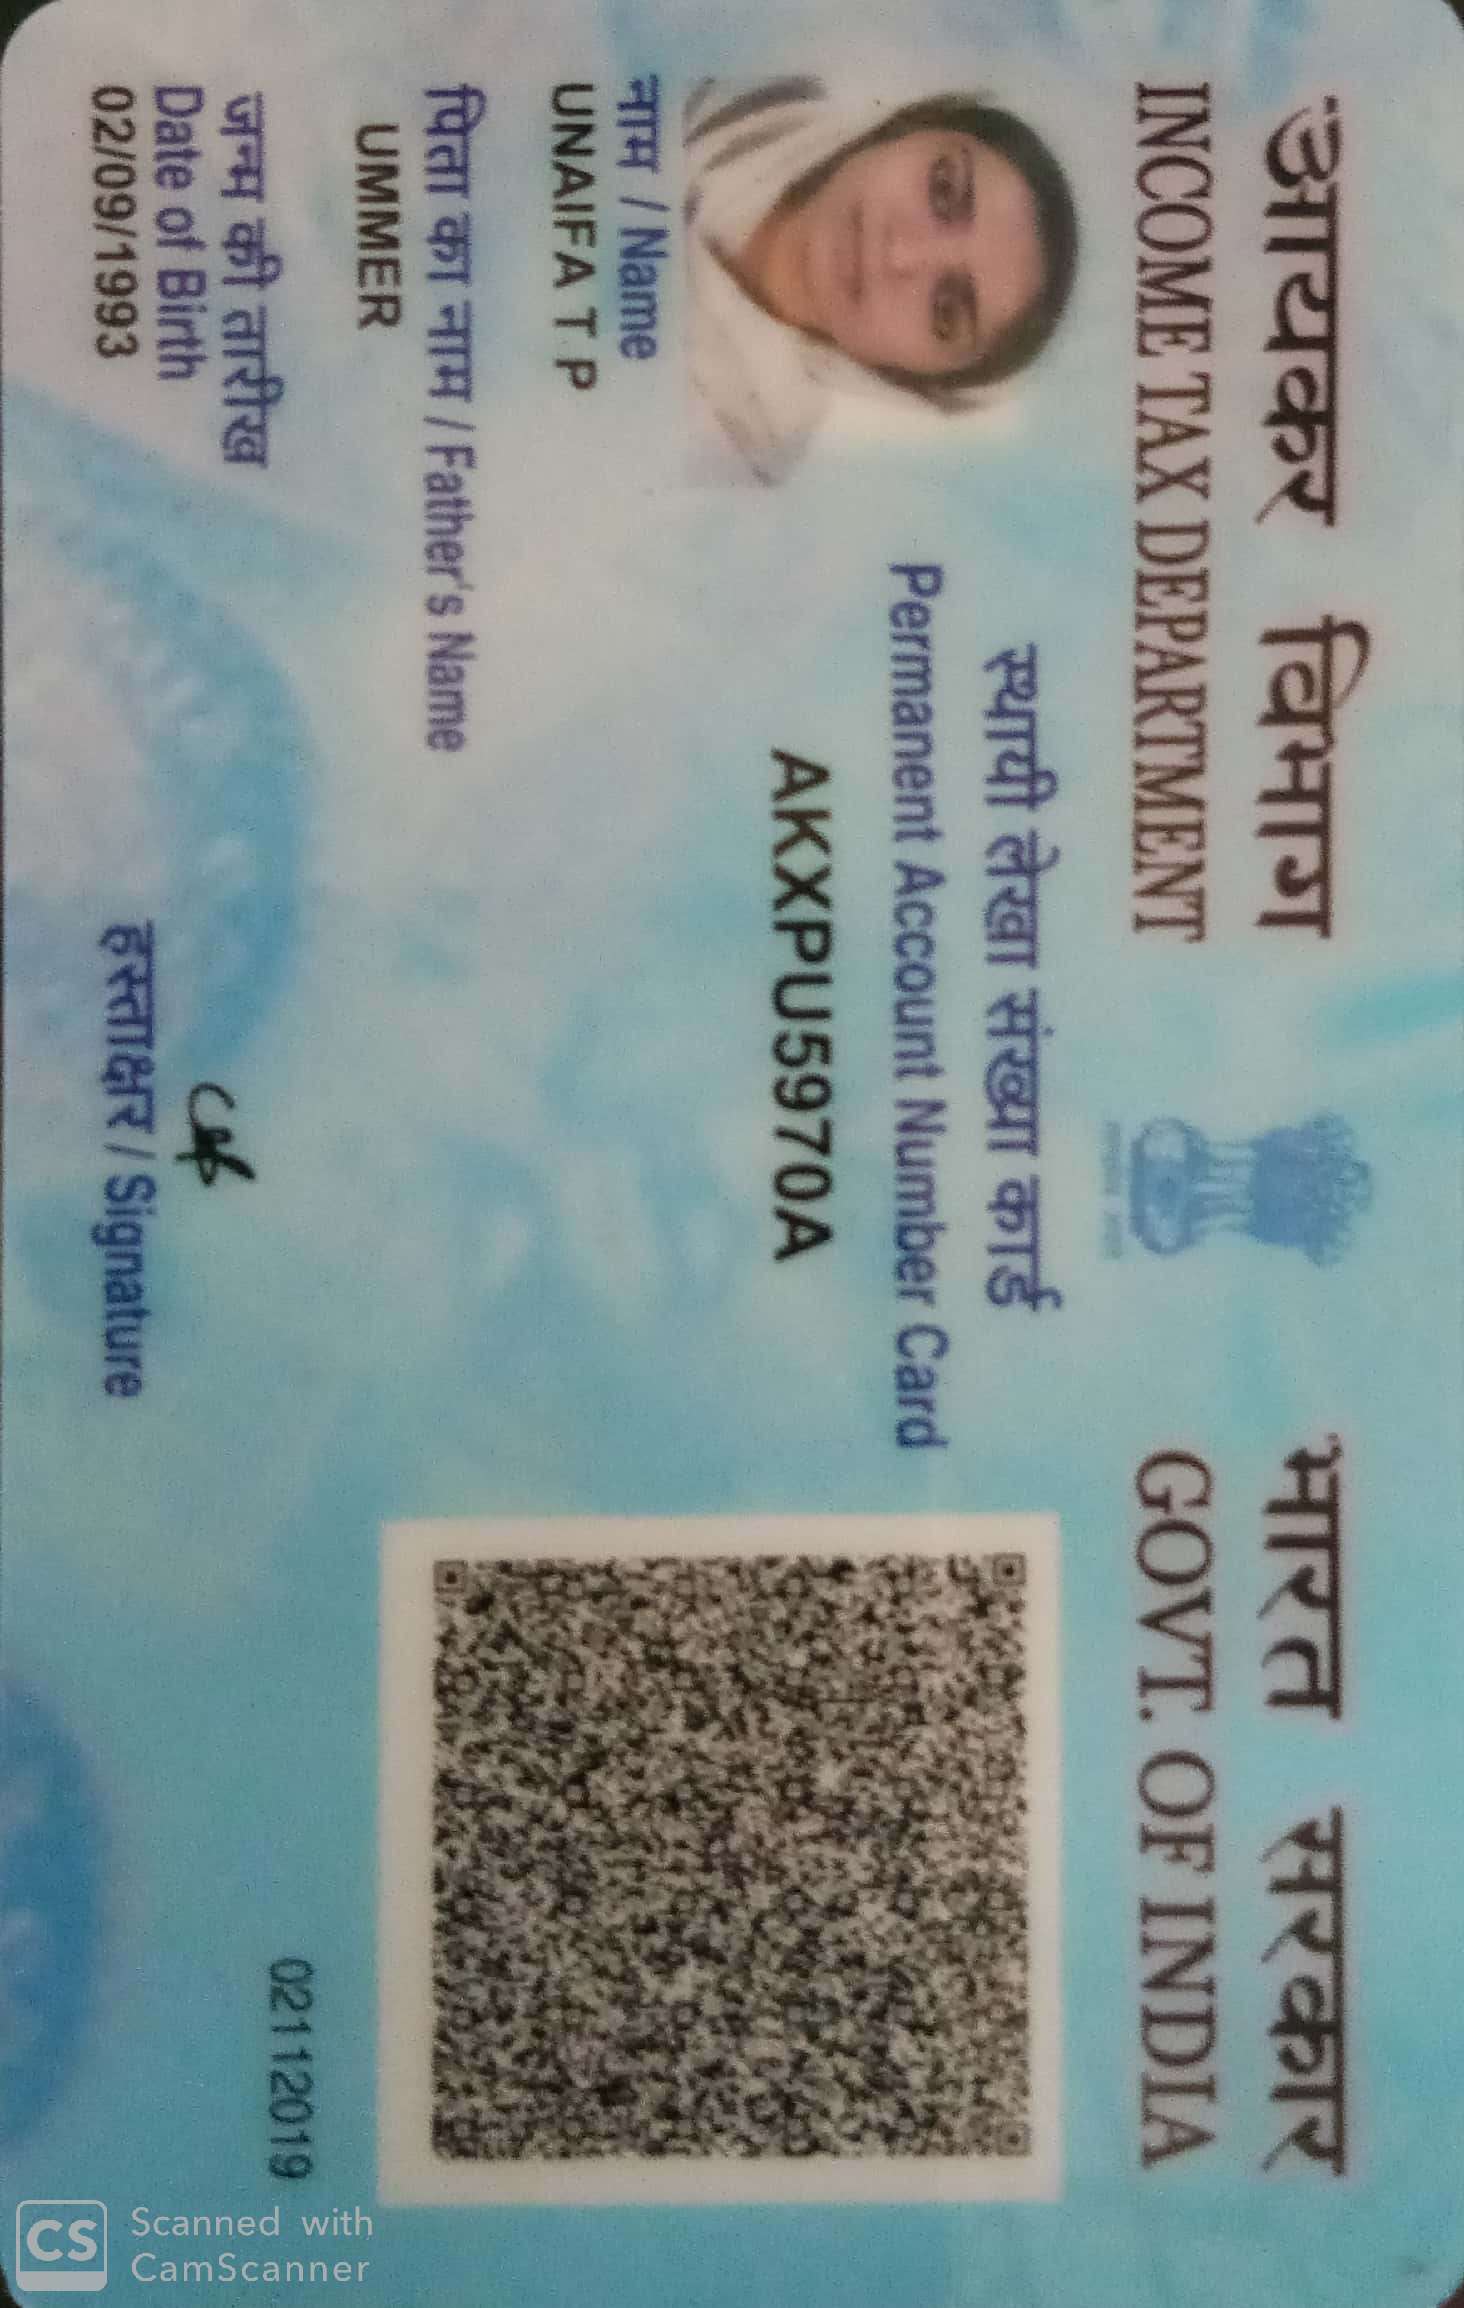 आयकर विभाग
INCOME TAX DEPARTMENT
भारत सरकार
GOVT. OF INDIA
स्थायी लेखा संख्या कार्ड
Permanent Account Number Card
AKXPU5970A
नाम / Name
UNAIFA T P
पिता का नाम / Father's Name
UMMER
जन्म की तारीख
Date of Birth
02/09/1993
हस्ताक्षर / Signature
02112019
CS
Scanned with
CamScanner